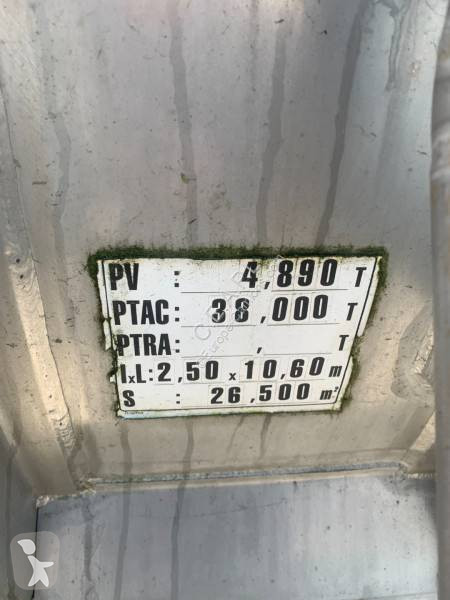 PV : 4,890 T
PTAC: 38,000 T
PTRA: , T
lxL: 2,50 x 10,60 m
S : 26,500 m²